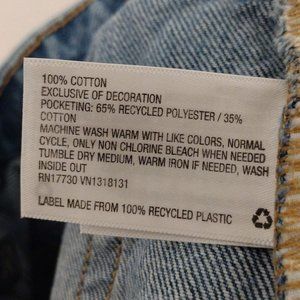 100% COTTON
EXCLUSIVE OF DECORATION
POCKETING: 65% RECYCLED POLYESTER / 35%
COTTON
MACHINE WASH WARM WITH LIKE COLORS, NORMAL
CYCLE, ONLY NON CHLORINE BLEACH WHEN NEEDED
TUMBLE DRY MEDIUM, WARM IRON IF NEEDED, WASH
INSIDE OUT
RN17730 VN1318131
LABEL MADE FROM 100% RECYCLED PLASTIC